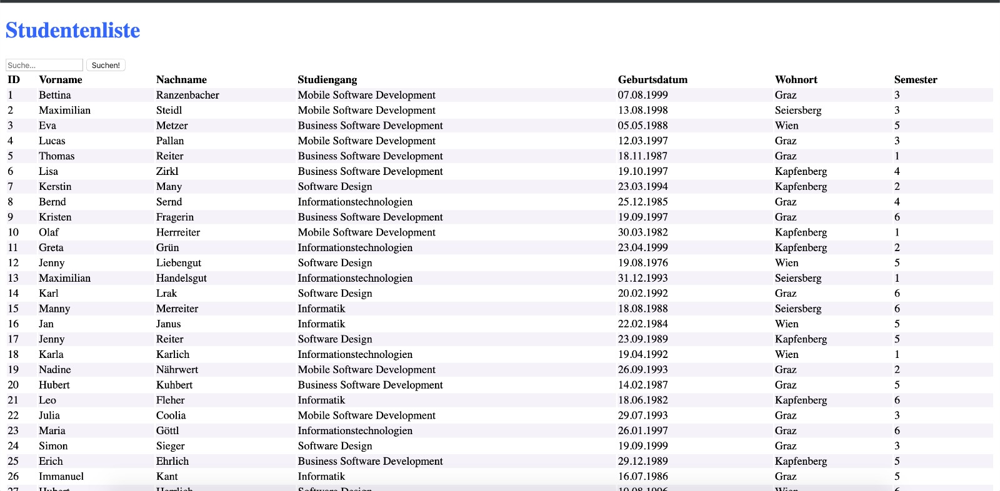 Studentenliste
Suche... Suchen!
ID Vorname Nachname Studiengang Geburtsdatum Wohnort Semester
1 Bettina Ranzenbacher Mobile Software Development 07.08.1999 Graz 3
2 Maximilian Steidl Mobile Software Development 13.08.1998 Seiersberg 3
3 Eva Metzer Business Software Development 05.05.1988 Wien 5
4 Lucas Pallan Mobile Software Development 12.03.1997 Graz 3
5 Thomas Reiter Business Software Development 18.11.1987 Graz 1
6 Lisa Zirkl Business Software Development 19.10.1997 Kapfenberg 4
7 Kerstin Many Software Design 23.03.1994 Kapfenberg 2
8 Bernd Sernd Informationstechnologien 25.12.1985 Graz 4
9 Kristen Fragerin Business Software Development 19.09.1997 Graz 6
10 Olaf Herrreiter Mobile Software Development 30.03.1982 Kapfenberg 1
11 Greta Grün Informationstechnologien 23.04.1999 Kapfenberg 2
12 Jenny Liebengut Software Design 19.08.1976 Wien 5
13 Maximilian Handelsgut Informationstechnologien 31.12.1993 Seiersberg 1
14 Karl Lrak Software Design 20.02.1992 Graz 6
15 Manny Merreiter Informatik 18.08.1988 Seiersberg 6
16 Jan Janus Informatik 22.02.1984 Wien 5
17 Jenny Reiter Software Design 23.09.1989 Kapfenberg 5
18 Karla Karlich Informationstechnologien 19.04.1992 Wien 1
19 Nadine Nährwert Mobile Software Development 26.09.1993 Graz 2
20 Hubert Kuhbert Business Software Development 14.02.1987 Graz 5
21 Leo Fleher Informatik 18.06.1982 Kapfenberg 6
22 Julia Coolia Mobile Software Development 29.07.1993 Graz 3
23 Maria Göttl Informationstechnologien 26.01.1997 Graz 6
24 Simon Sieger Software Design 19.09.1999 Graz 3
25 Erich Ehrlich Business Software Development 29.12.1989 Kapfenberg 5
26 Immanuel Kant Informatik 16.07.1986 Graz 5
27 Hubert Software Design Wien